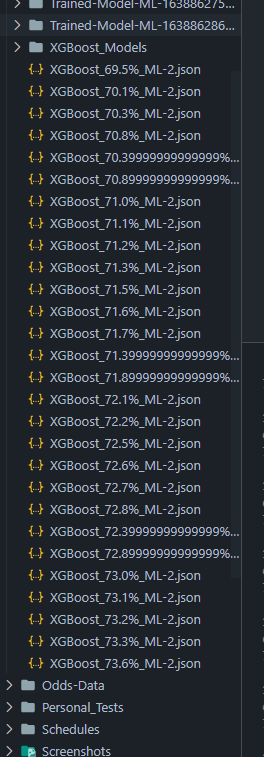 Trained-Model-ML-163886275...
Trained-Model-ML-163886286...
XGBoost_Models
XGBoost_69.5%_ML-2.json
XGBoost_70.1%_ML-2.json
XGBoost_70.3%_ML-2.json
XGBoost_70.8%_ML-2.json
XGBoost_70.39999999999999%...
XGBoost_70.89999999999999%...
XGBoost_71.0%_ML-2.json
XGBoost_71.1%_ML-2.json
XGBoost_71.2%_ML-2.json
XGBoost_71.3%_ML-2.json
XGBoost_71.5%_ML-2.json
XGBoost_71.6%_ML-2.json
XGBoost_71.7%_ML-2.json
XGBoost_71.39999999999999%...
XGBoost_71.89999999999999%...
XGBoost_72.1%_ML-2.json
XGBoost_72.2%_ML-2.json
XGBoost_72.5%_ML-2.json
XGBoost_72.6%_ML-2.json
XGBoost_72.7%_ML-2.json
XGBoost_72.8%_ML-2.json
XGBoost_72.39999999999999%...
XGBoost_72.89999999999999%...
XGBoost_73.0%_ML-2.json
XGBoost_73.1%_ML-2.json
XGBoost_73.2%_ML-2.json
XGBoost_73.3%_ML-2.json
XGBoost_73.6%_ML-2.json
Odds-Data
Personal_Tests
Schedules
Screenshots